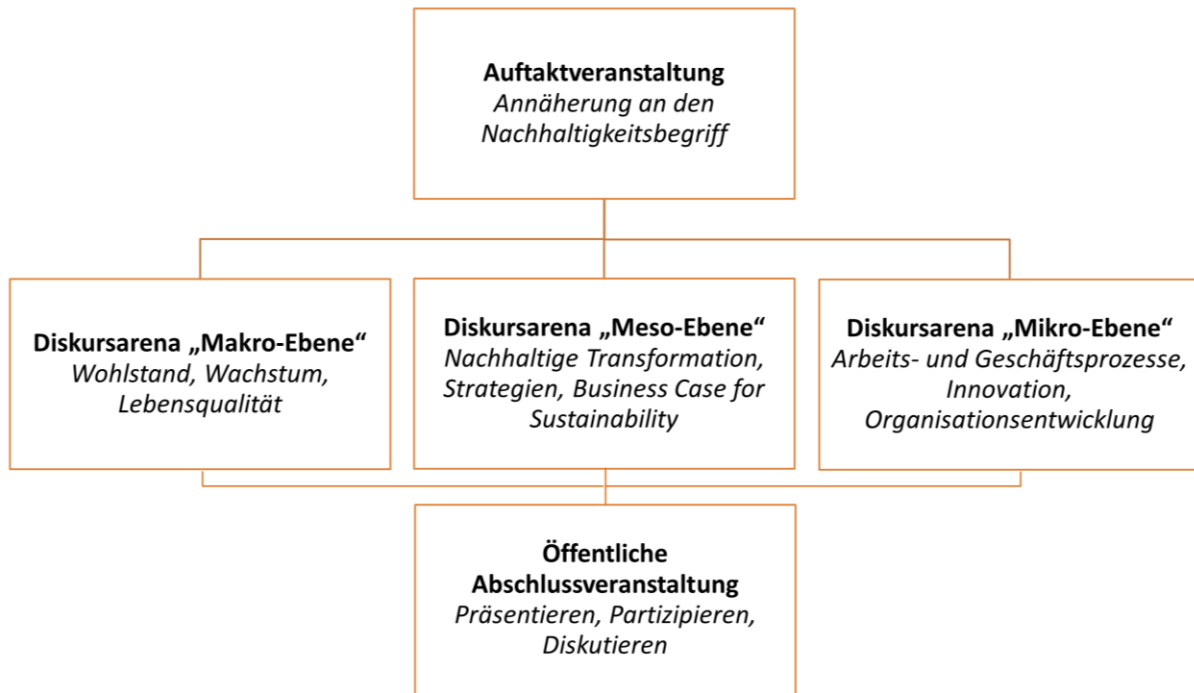 Auftaktveranstaltung
Annäherung an den
Nachhaltigkeitsbegriff
Diskursarena „Makro-Ebene“
Wohlstand, Wachstum,
Lebensqualität
Diskursarena „Meso-Ebene“
Nachhaltige Transformation,
Strategien, Business Case for
Sustainability
Diskursarena „Mikro-Ebene“
Arbeits- und Geschäftsprozesse,
Innovation,
Organisationsentwicklung
Öffentliche
Abschlussveranstaltung
Präsentieren, Partizipieren,
Diskutieren